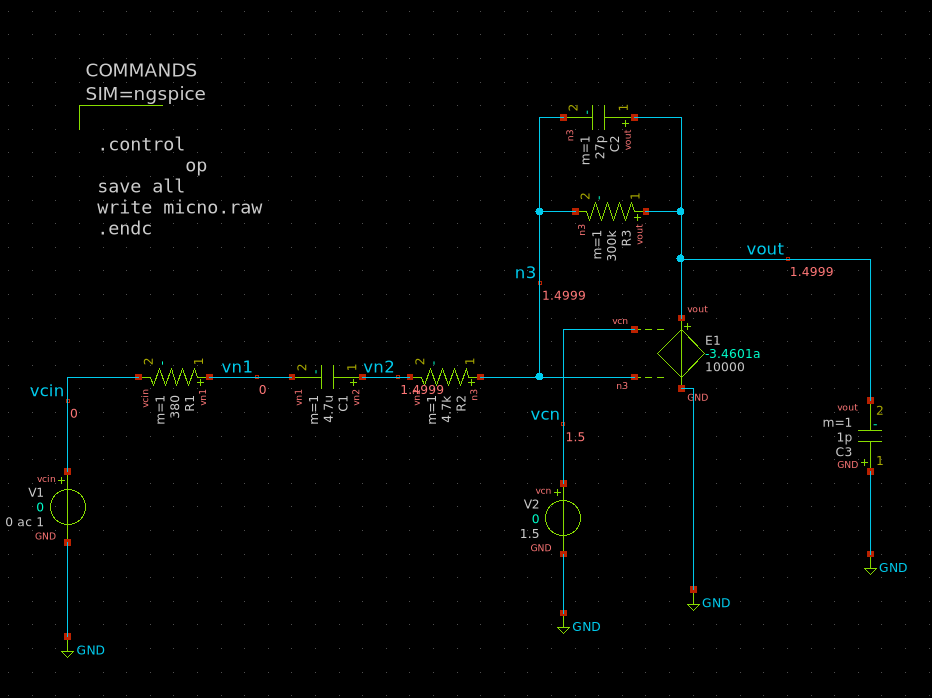 COMMANDS
SIM=ngspice
.control
op
save all
write micno.raw
.endc
2
-
1
+
n3
m=1
27p
C2
vout
2
-
1
+
n3
m=1
300k
R3
vout
n3
1.4999
vout
1.4999
vcn
n3
vout
+
E1
-3.4601a
10000
GND
vcin
0
2
-
1
+
vcin
m=1
380
R1
vn1
vn1
0
2
-
1
+
vn1
m=1
4.7u
C1
vn2
vn2
1.4999
2
-
1
+
m=1
4.7k
R2
n3
vcn
1.5
vout
2
-
m=1
1p
C3
GND
+
1
vcin
+
V1
0
0 ac 1
GND
vcn
+
V2
0
1.5
GND
GND
GND
GND
GND